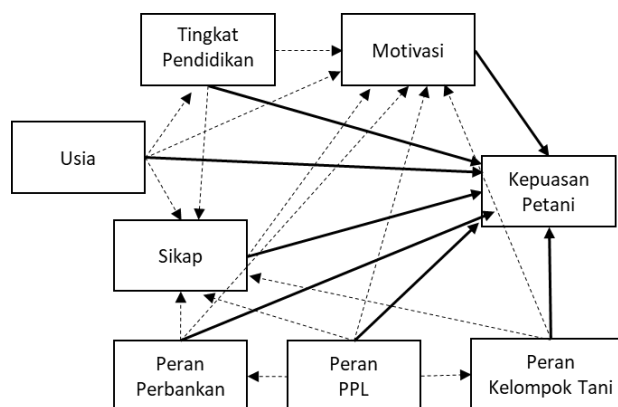 Tingkat
Pendidikan
Motivasi
Usia
Kepuasan
Petani
Sikap
Peran
Perbankan
Peran
PPL
Peran
Kelompok Tani